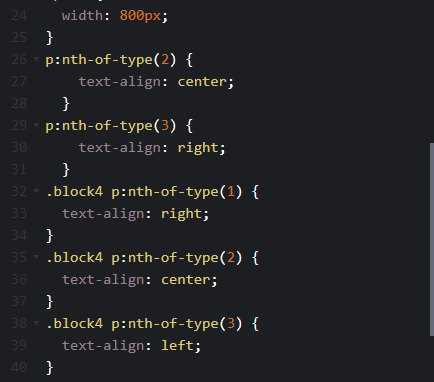 24 width: 800px;
25 }
26 p:nth-of-type(2) {
27 text-align: center;
28 }
29 p:nth-of-type(3) {
30 text-align: right;
31 }
32 .block4 p:nth-of-type(1) {
33 text-align: right;
34 }
35 .block4 p:nth-of-type(2) {
36 text-align: center;
37 }
38 .block4 p:nth-of-type(3) {
39 text-align: left;
40 }